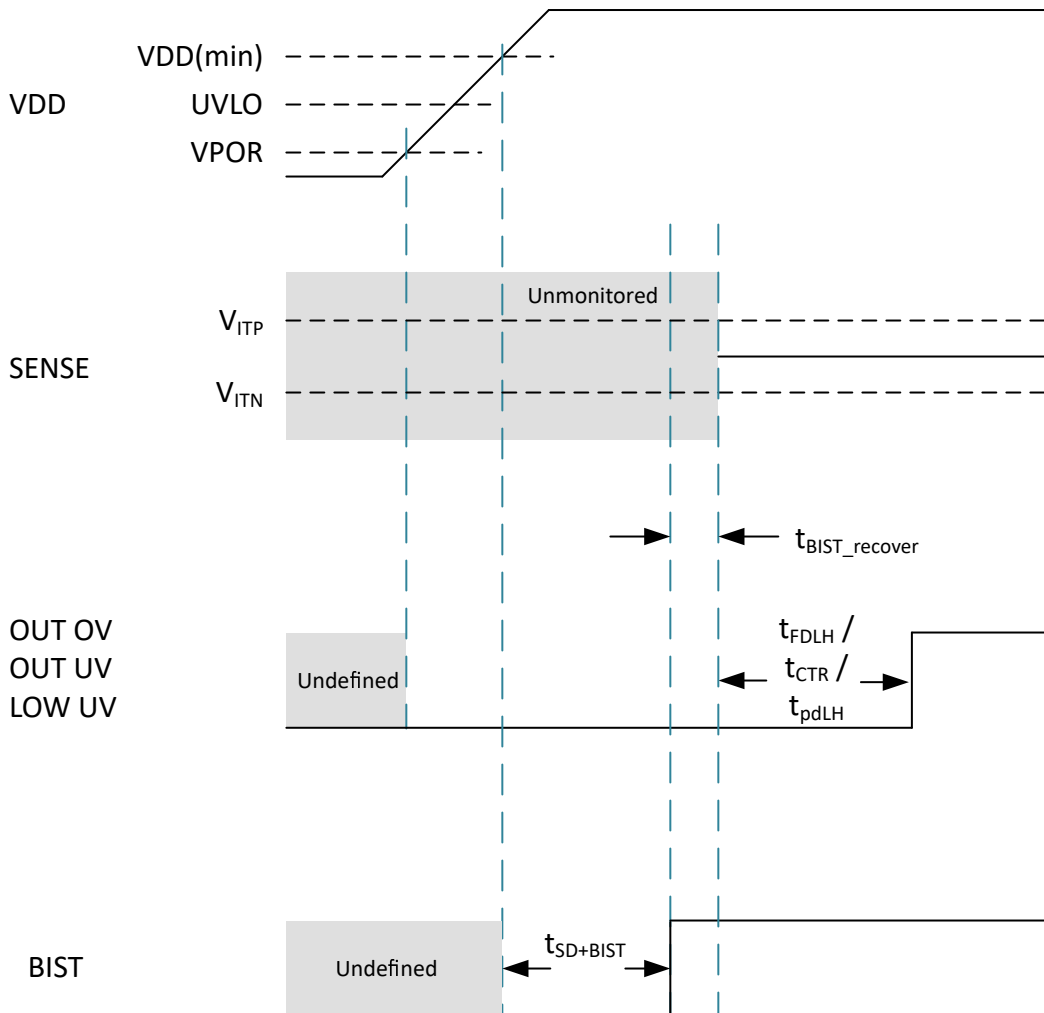 VDD(min)
VDD
UVLO
VPOR
Unmonitored
VITP
SENSE
VITN
tBIST_recover
OUT OV
OUT UV
LOW UV
Undefined
tFDLH /
tCTR /
tpdLH
BIST
Undefined
tSD+BIST